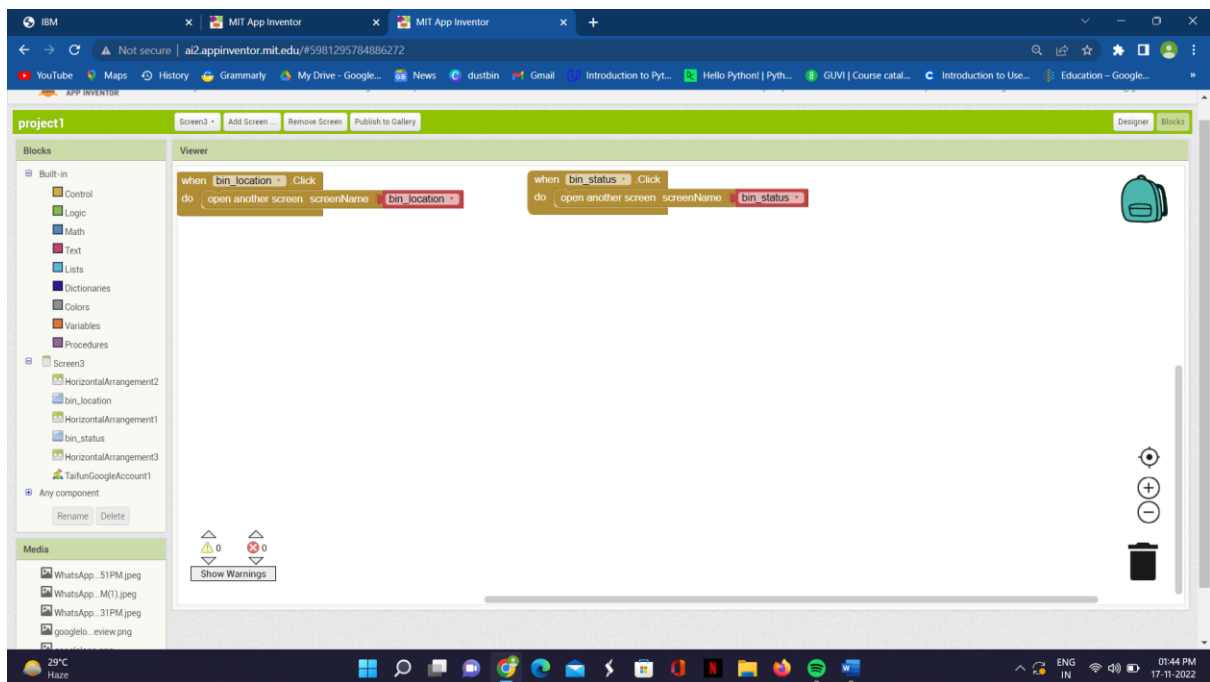 IBM
MIT App Inventor
MIT App Inventor
Not secure | ai2.appinventor.mit.edu/#5981295784886272
YouTube Maps History Grammarly My Drive - Google... News dustbin Gmail Introduction to Pyt... Hello Python! | Pyth... GUVI | Course catal... Introduction to Use... Education – Google... »
APP INVENTOR
project1 Screen3 Add Screen ... Remove Screen Publish to Gallery Designer Blocks
Blocks
Built-in
Control
Logic
Math
Text
Lists
Dictionaries
Colors
Variables
Procedures
Screen3
HorizontalArrangement2
bin_location
HorizontalArrangement1
bin_status
HorizontalArrangement3
TaifunGoogleAccount1
Any component
Rename Delete
Media
WhatsApp...51PM.jpeg
WhatsApp...M(1).jpeg
WhatsApp...31PM.jpeg
googlelo...eview.png
Viewer
when bin_location .Click
do open another screen screenName bin_location
when bin_status .Click
do open another screen screenName bin_status
0 0
Show Warnings
29°C
Haze
ENG
IN
01:44 PM
17-11-2022